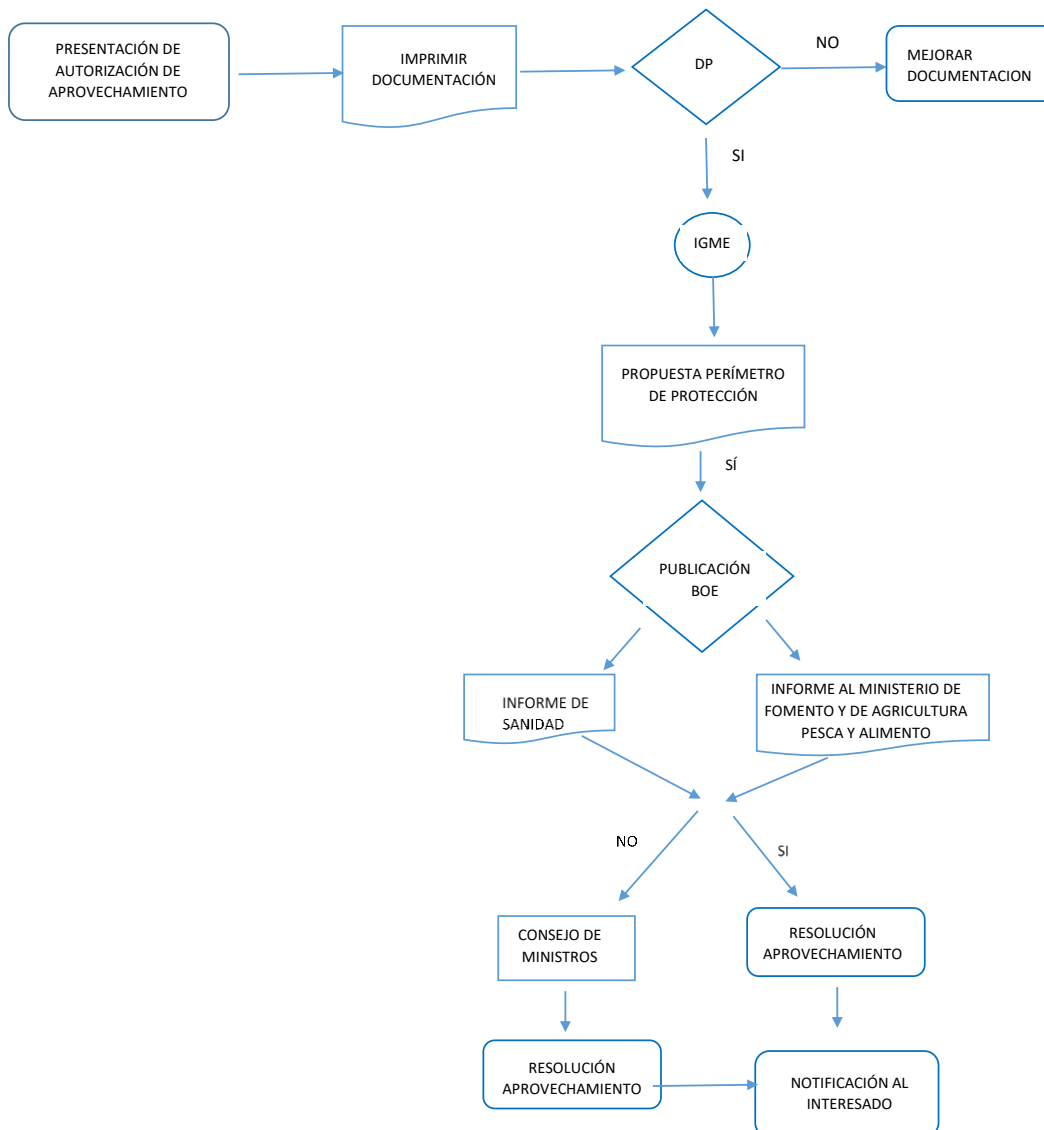 PRESENTACIÓN DE
AUTORIZACIÓN DE
APROVECHAMIENTO
IMPRIMIR
DOCUMENTACIÓN
DP
NO
MEJORAR
DOCUMENTACION
SI
IGME
PROPUESTA PERÍMETRO
DE PROTECCIÓN
SÍ
PUBLICACIÓN
BOE
INFORME DE
SANIDAD
INFORME AL MINISTERIO DE
FOMENTO Y DE AGRICULTURA
PESCA Y ALIMENTO
NO
SI
CONSEJO DE
MINISTROS
RESOLUCIÓN
APROVECHAMIENTO
RESOLUCIÓN
APROVECHAMIENTO
NOTIFICACIÓN AL
INTERESADO